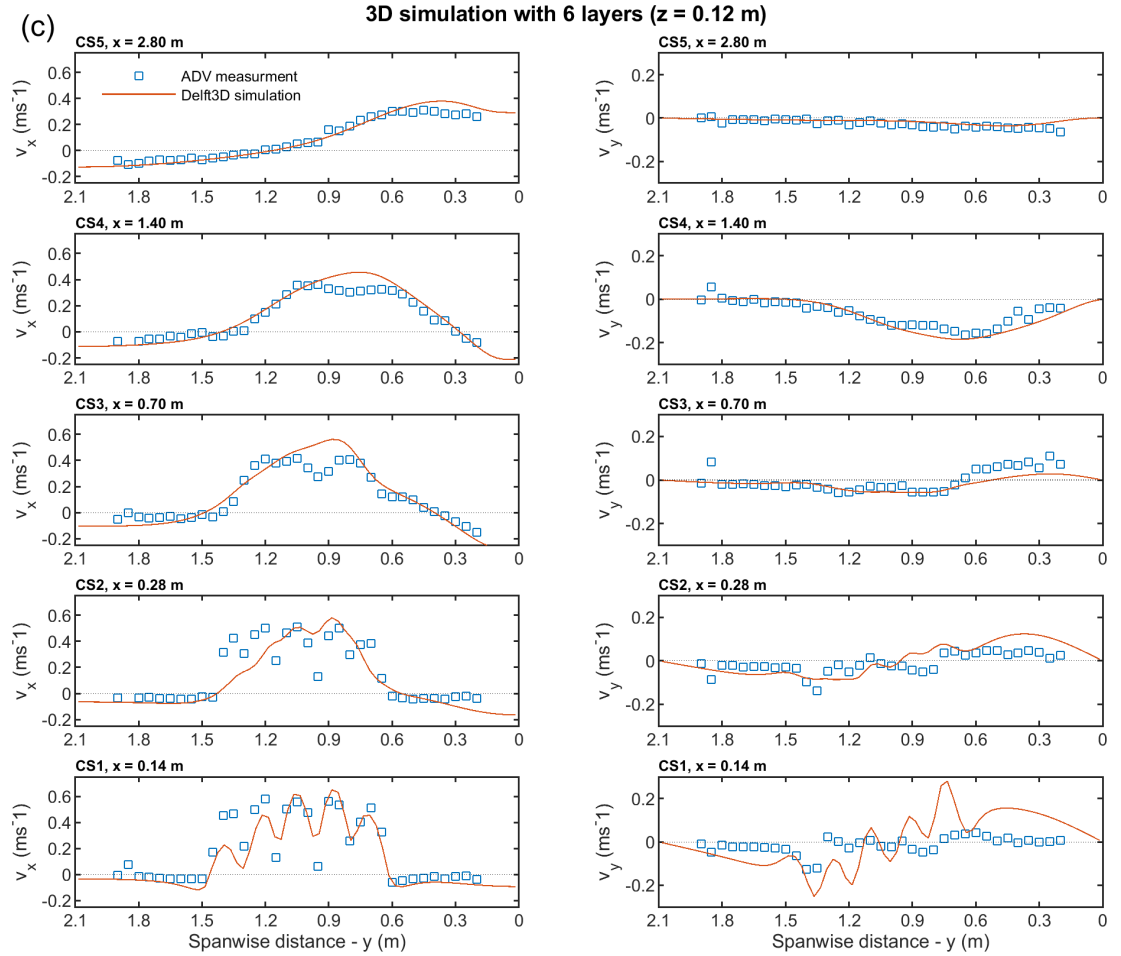 (c)
3D simulation with 6 layers (z = 0.12 m)
CS5, x = 2.80 m
0.6
0.4
0.2
0
-0.2
v_x (ms^-1)
ADV measurment
Delft3D simulation
2.1 1.8 1.5 1.2 0.9 0.6 0.3 0
CS5, x = 2.80 m
0.2
0
-0.2
v_y (ms^-1)
2.1 1.8 1.5 1.2 0.9 0.6 0.3 0
CS4, x = 1.40 m
0.6
0.4
0.2
0
-0.2
v_x (ms^-1)
2.1 1.8 1.5 1.2 0.9 0.6 0.3 0
CS4, x = 1.40 m
0.2
0
-0.2
v_y (ms^-1)
2.1 1.8 1.5 1.2 0.9 0.6 0.3 0
CS3, x = 0.70 m
0.6
0.4
0.2
0
-0.2
v_x (ms^-1)
2.1 1.8 1.5 1.2 0.9 0.6 0.3 0
CS3, x = 0.70 m
0.2
0
-0.2
v_y (ms^-1)
2.1 1.8 1.5 1.2 0.9 0.6 0.3 0
CS2, x = 0.28 m
0.6
0.4
0.2
0
-0.2
v_x (ms^-1)
2.1 1.8 1.5 1.2 0.9 0.6 0.3 0
CS2, x = 0.28 m
0.2
0
-0.2
v_y (ms^-1)
2.1 1.8 1.5 1.2 0.9 0.6 0.3 0
CS1, x = 0.14 m
0.6
0.4
0.2
0
-0.2
v_x (ms^-1)
2.1 1.8 1.5 1.2 0.9 0.6 0.3 0
Spanwise distance - y (m)
CS1, x = 0.14 m
0.2
0
-0.2
v_y (ms^-1)
2.1 1.8 1.5 1.2 0.9 0.6 0.3 0
Spanwise distance - y (m)